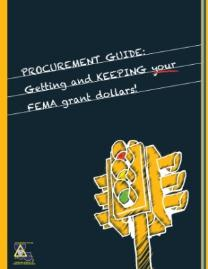 PROCUREMENT GUIDE:
Getting and KEEPING your
FEMA grant dollars!